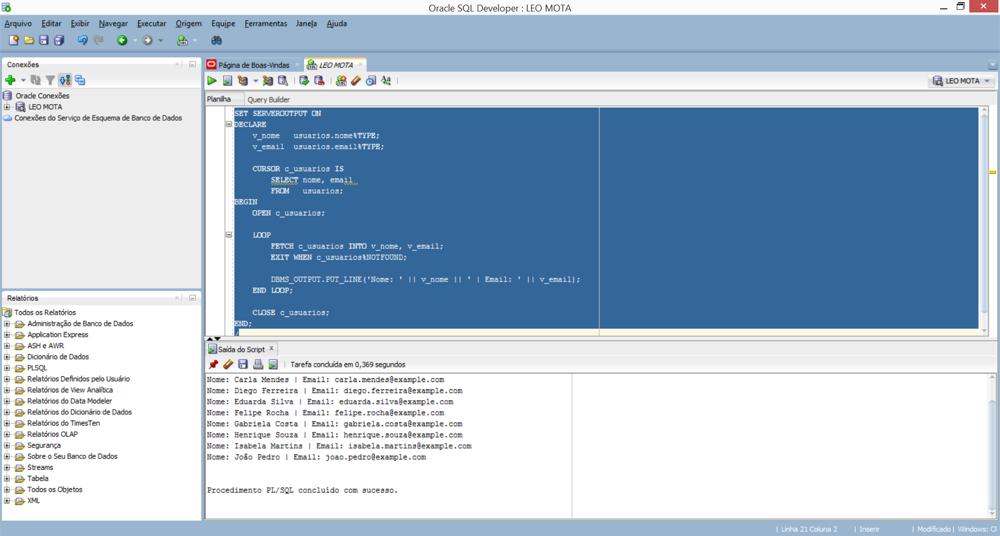 Oracle SQL Developer : LEO MOTA
Arquivo Editar Exibir Navegar Executar Origem Equipe Ferramentas Janela Ajuda
Conexões
Oracle Conexões
LEO MOTA
Conexões do Serviço de Esquema de Banco de Dados
Relatórios
Todos os Relatórios
Administração de Banco de Dados
Application Express
ASH e AWR
Dicionário de Dados
PLSQL
Relatórios Definidos pelo Usuário
Relatórios de View Analítica
Relatórios do Data Modeler
Relatórios do Dicionário de Dados
Relatórios do TimesTen
Relatórios OLAP
Segurança
Sobre o Seu Banco de Dados
Streams
Tabela
Todos os Objetos
XML
Página de Boas-Vindas LEO MOTA
LEO MOTA
Planilha Query Builder
SET SERVEROUTPUT ON
DECLARE
    v_nome   usuarios.nome%TYPE;
    v_email  usuarios.email%TYPE;
    CURSOR c_usuarios IS
        SELECT nome, email
        FROM   usuarios;
BEGIN
    OPEN c_usuarios;
    LOOP
        FETCH c_usuarios INTO v_nome, v_email;
        EXIT WHEN c_usuarios%NOTFOUND;
        DBMS_OUTPUT.PUT_LINE('Nome: ' || v_nome || ' | Email: ' || v_email);
    END LOOP;
    CLOSE c_usuarios;
END;
/
Saída do Script
Tarefa concluída em 0,369 segundos
Nome: Carla Mendes | Email: carla.mendes@example.com
Nome: Diego Ferreira | Email: diego.ferreira@example.com
Nome: Eduarda Silva | Email: eduarda.silva@example.com
Nome: Felipe Rocha | Email: felipe.rocha@example.com
Nome: Gabriela Costa | Email: gabriela.costa@example.com
Nome: Henrique Souza | Email: henrique.souza@example.com
Nome: Isabela Martins | Email: isabela.martins@example.com
Nome: João Pedro | Email: joao.pedro@example.com
Procedimento PL/SQL concluído com sucesso.
| Linha 21 Coluna 2 | Inserir | Modificado | Windows: